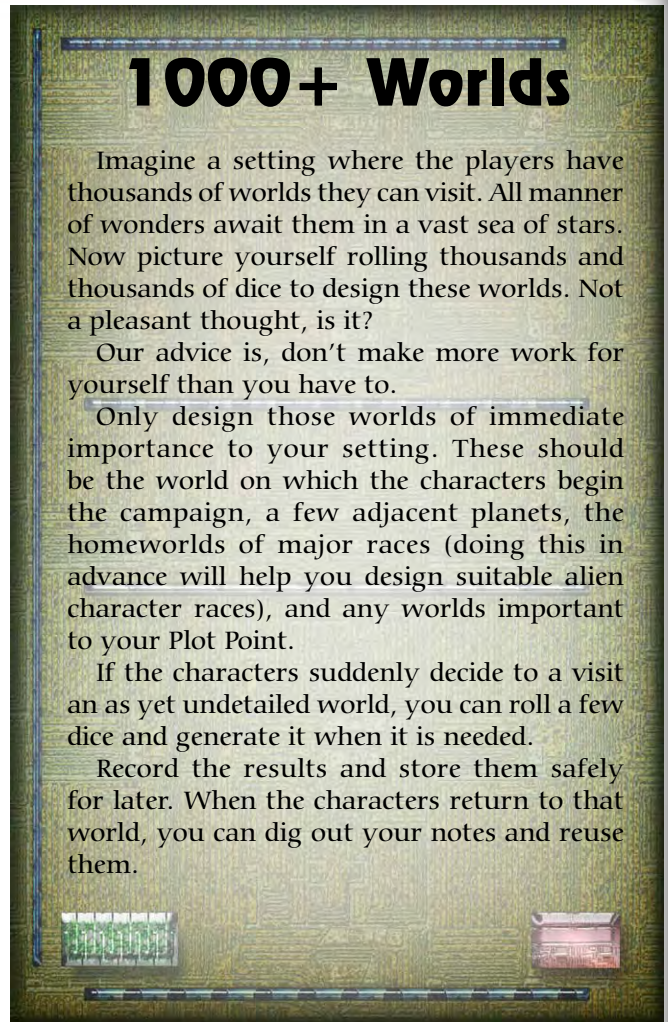 1000+ Worlds
Imagine a setting where the players have
thousands of worlds they can visit. All manner
of wonders await them in a vast sea of stars.
Now picture yourself rolling thousands and
thousands of dice to design these worlds. Not
a pleasant thought, is it?
Our advice is, don't make more work for
yourself than you have to.
Only design those worlds of immediate
importance to your setting. These should
be the world on which the characters begin
the campaign, a few adjacent planets, the
homeworlds of major races (doing this in
advance will help you design suitable alien
character races), and any worlds important
to your Plot Point.
If the characters suddenly decide to a visit
an as yet undetailed world, you can roll a few
dice and generate it when it is needed.
Record the results and store them safely
for later. When the characters return to that
world, you can dig out your notes and reuse
them.